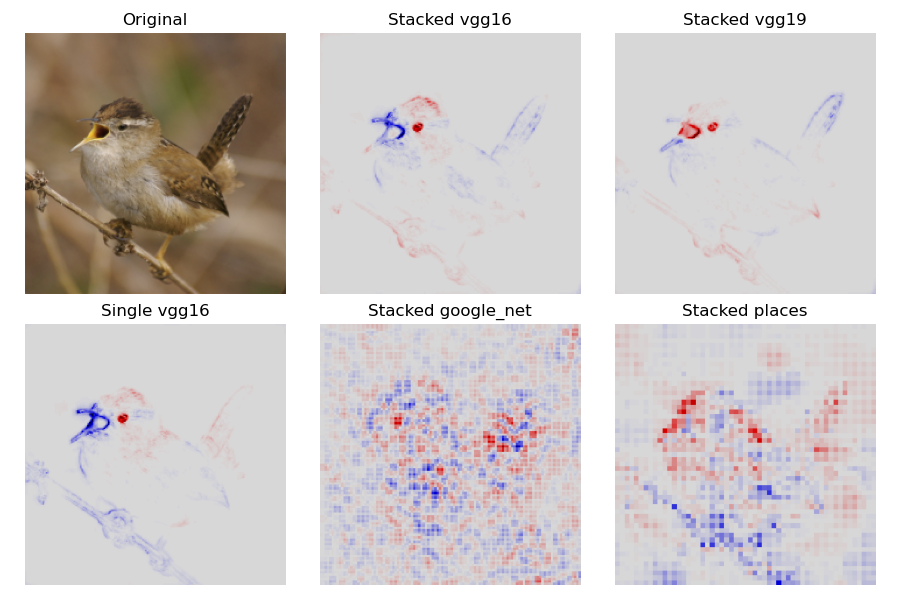 Original
Stacked vgg16
Stacked vgg19
Single vgg16
Stacked google_net
Stacked places